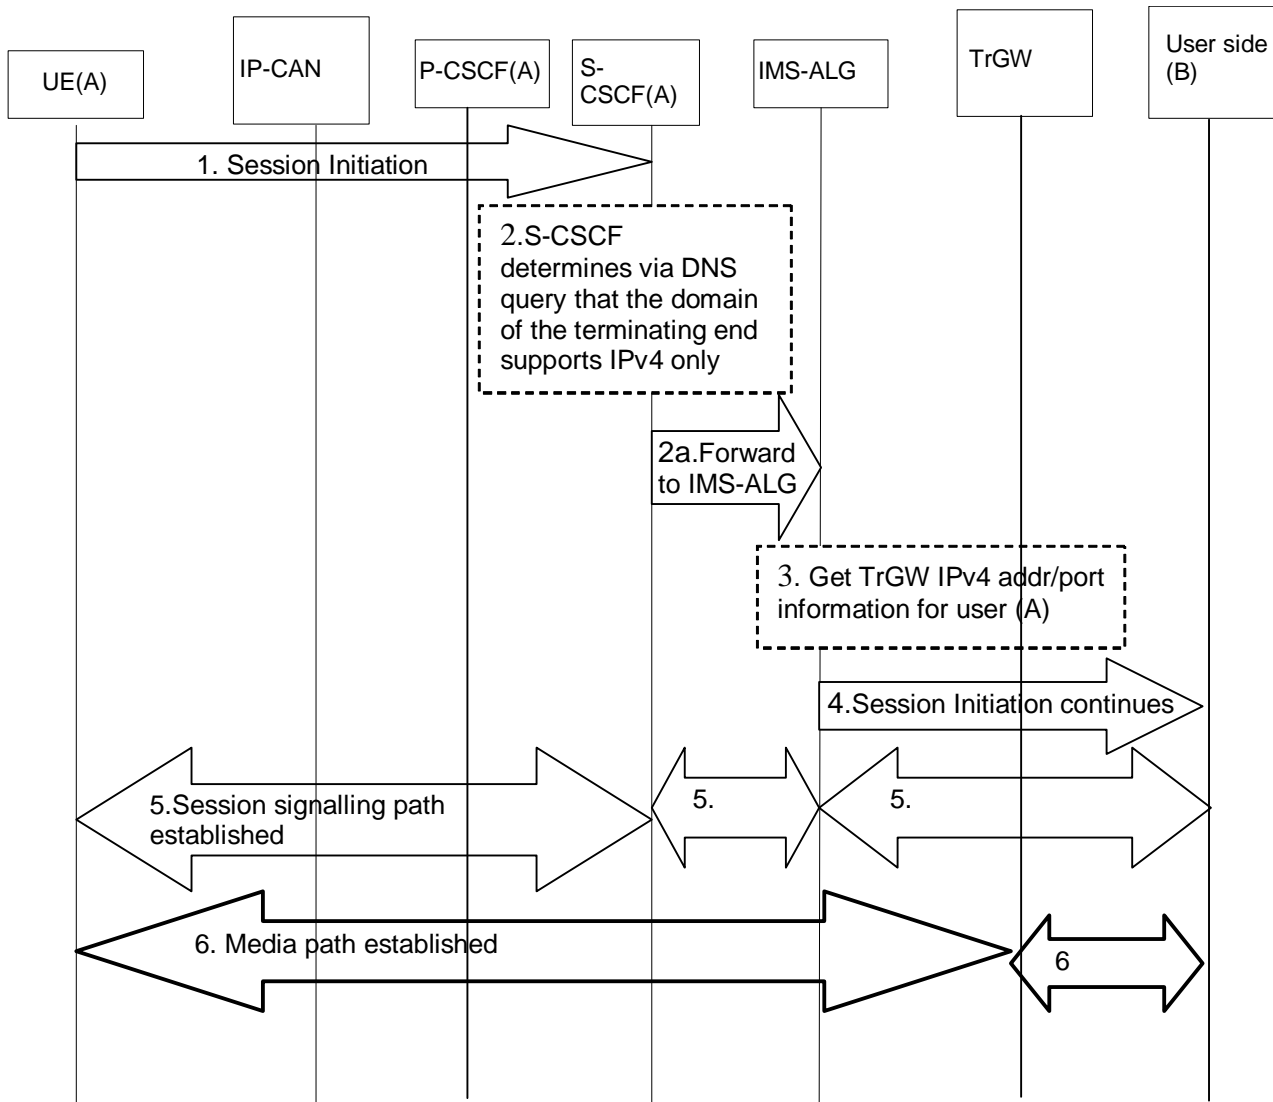 UE(A)
IP-CAN
P-CSCF(A)
S-
CSCF(A)
IMS-ALG
TrGW
User side
(B)
1. Session Initiation
2.S-CSCF
determines via DNS
query that the domain
of the terminating end
supports IPv4 only
2a.Forward
to IMS-ALG
3. Get TrGW IPv4 addr/port
information for user (A)
4.Session Initiation continues
5.Session signalling path
established
5.
5.
6. Media path established
6